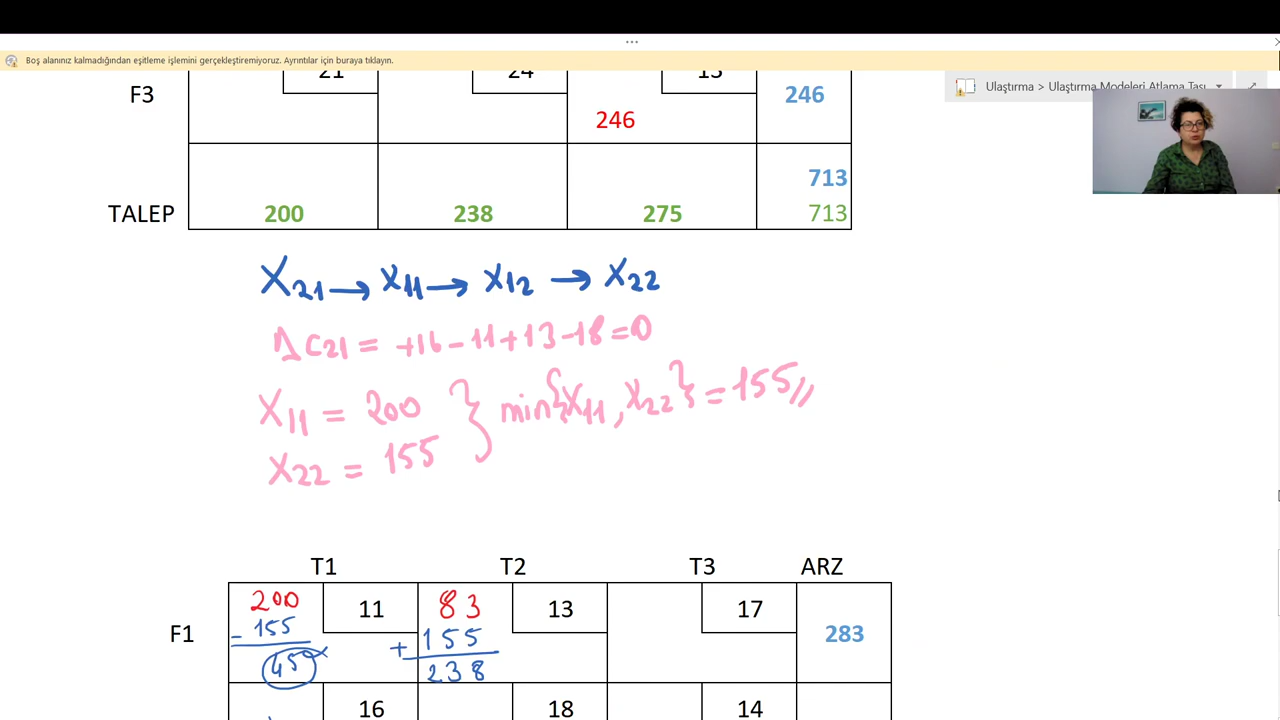 Boş alanınız kalmadığından eşitleme işlemini gerçekleştiremiyoruz. Ayrıntılar için buraya tıklayın.
Ulaştırma > Ulaştırma Modeleri Atlama Taşı
21 24 15
F3 246
246
713
TALEP 200 238 275 713
X21 → X11 → X12 → X22
ΔC21 = +16-11+13-18=0
X11 = 200 } min{X11, X22} = 155//
X22 = 155
T1 T2 T3 ARZ
200 11 83 13 17
F1 - 155 + 155 283
45 238
16 18 14